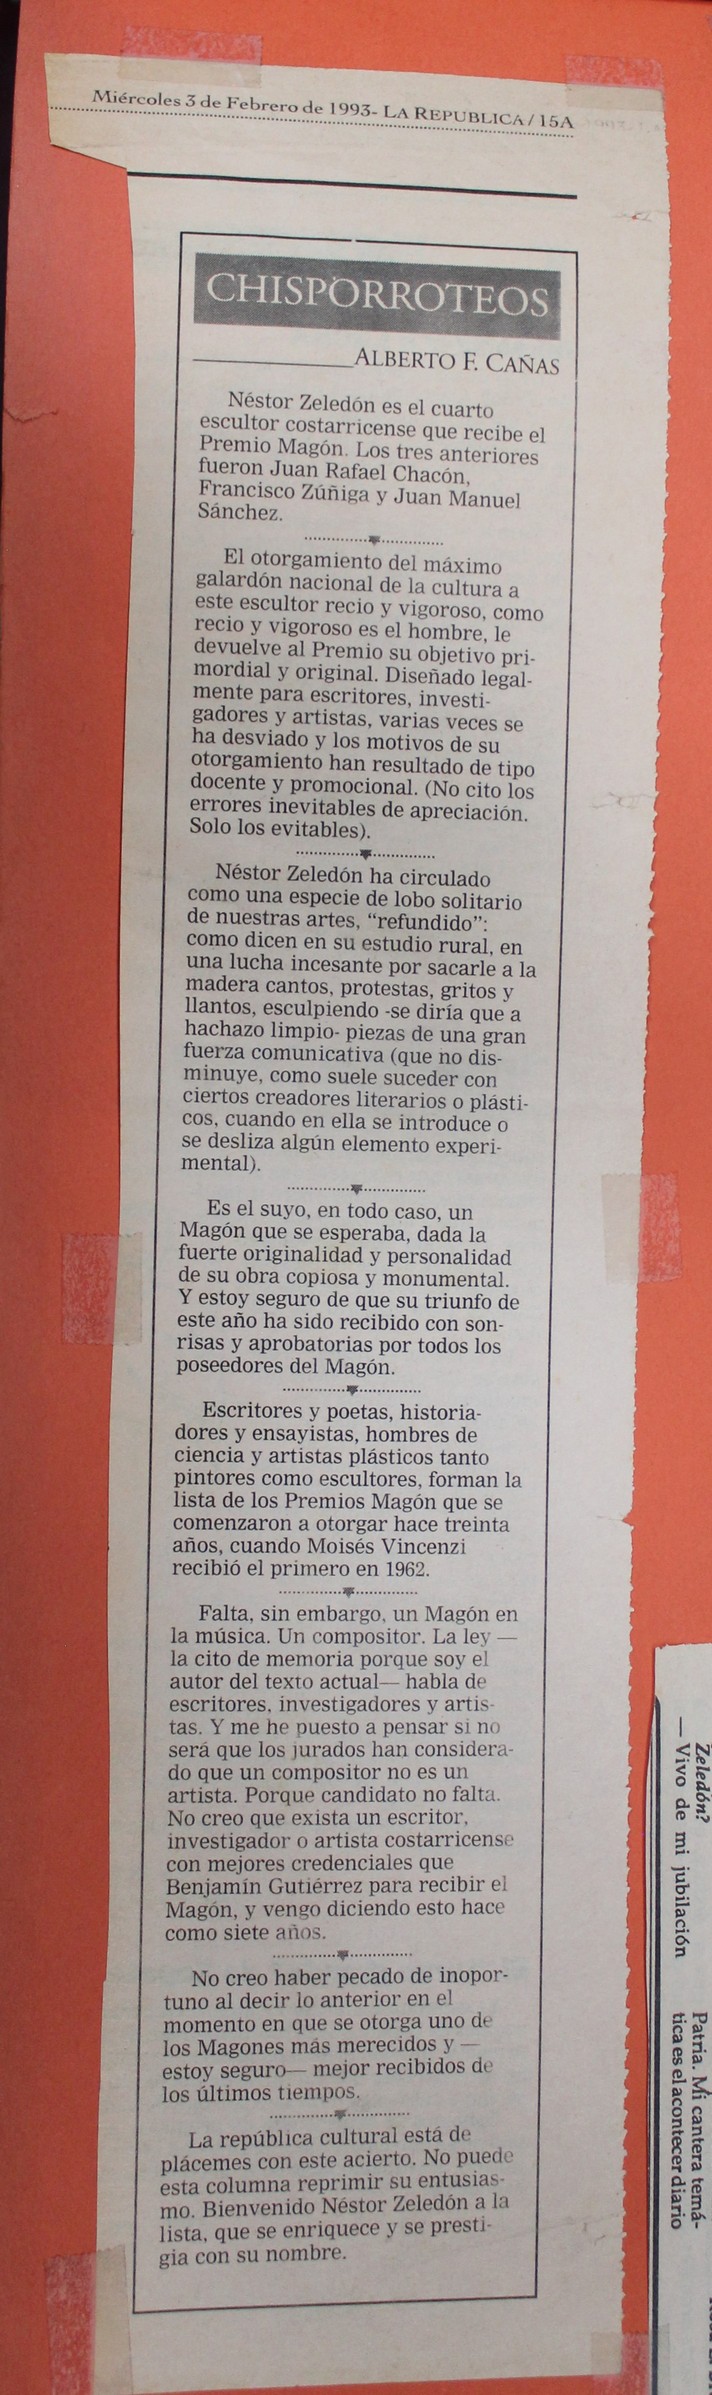 Miércoles 3 de Febrero de 1993- LA REPUBLICA / 15A
CHISPORROTEOS
ALBERTO F. CAÑAS
Néstor Zeledón es el cuarto
escultor costarricense que recibe el
Premio Magón. Los tres anteriores
fueron Juan Rafael Chacón,
Francisco Zúñiga y Juan Manuel
Sánchez.
El otorgamiento del máximo
galardón nacional de la cultura a
este escultor recio y vigoroso, como
recio y vigoroso es el hombre, le
devuelve al Premio su objetivo pri-
mordial y original. Diseñado legal-
mente para escritores, investi-
gadores y artistas, varias veces se
ha desviado y los motivos de su
otorgamiento han resultado de tipo
docente y promocional. (No cito los
errores inevitables de apreciación.
Solo los evitables).
Néstor Zeledón ha circulado
como una especie de lobo solitario
de nuestras artes, “refundido”:
como dicen en su estudio rural, en
una lucha incesante por sacarle a la
madera cantos, protestas, gritos y
llantos, esculpiendo -se diría que a
hachazo limpio- piezas de una gran
fuerza comunicativa (que no dis-
minuye, como suele suceder con
ciertos creadores literarios o plásti-
cos, cuando en ella se introduce o
se desliza algún elemento experi-
mental).
Es el suyo, en todo caso, un
Magón que se esperaba, dada la
fuerte originalidad y personalidad
de su obra copiosa y monumental.
Y estoy seguro de que su triunfo de
este año ha sido recibido con son-
risas y aprobatorias por todos los
poseedores del Magón.
Escritores y poetas, historia-
dores y ensayistas, hombres de
ciencia y artistas plásticos tanto
pintores como escultores, forman la
lista de los Premios Magón que se
comenzaron a otorgar hace treinta
años, cuando Moisés Vincenzi
recibió el primero en 1962.
Falta, sin embargo, un Magón en
la música. Un compositor. La ley —
la cito de memoria porque soy el
autor del texto actual— habla de
escritores, investigadores y artis-
tas. Y me he puesto a pensar si no
será que los jurados han considera-
do que un compositor no es un
artista. Porque candidato no falta.
No creo que exista un escritor,
investigador o artista costarricense
con mejores credenciales que
Benjamín Gutiérrez para recibir el
Magón, y vengo diciendo esto hace
como siete años.
No creo haber pecado de inopor-
tuno al decir lo anterior en el
momento en que se otorga uno de
los Magones más merecidos y —
estoy seguro— mejor recibidos de
los últimos tiempos.
La república cultural está de
plácemes con este acierto. No puede
esta columna reprimir su entusias-
mo. Bienvenido Néstor Zeledón a la
lista, que se enriquece y se presti-
gia con su nombre.
Zeledón?
— Vivo de mi jubilación
Patria. Mi cantera temá-
tica es el acontecer diario